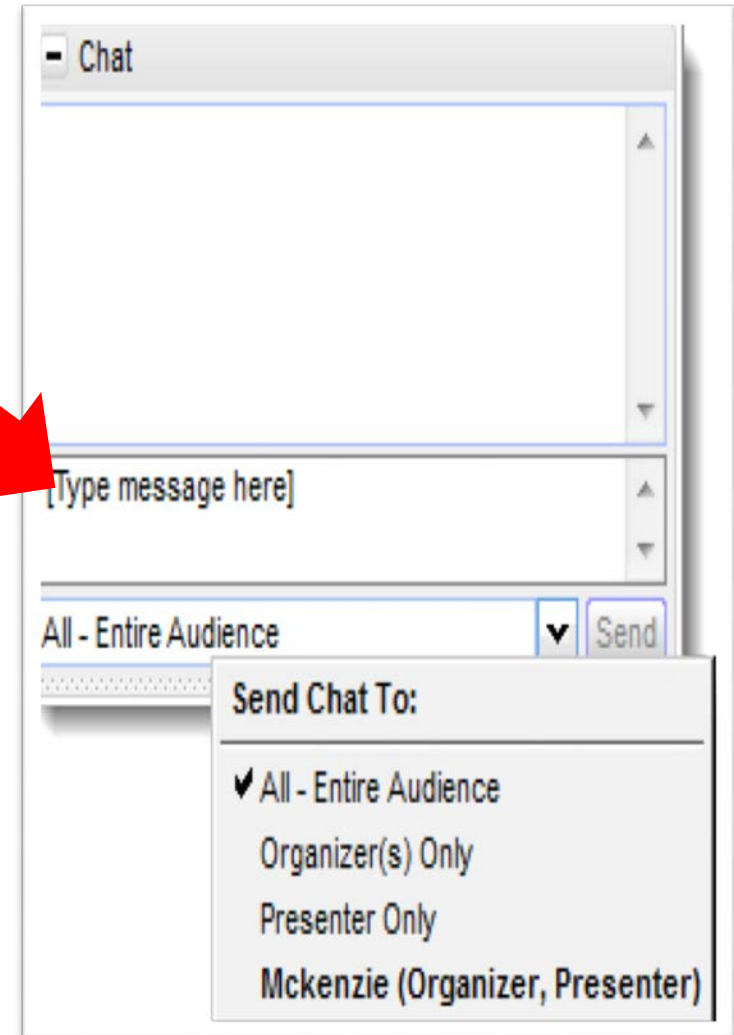 Chat
[Type message here]
All - Entire Audience
Send
Send Chat To:
All - Entire Audience
Organizer(s) Only
Presenter Only
Mckenzie (Organizer, Presenter)